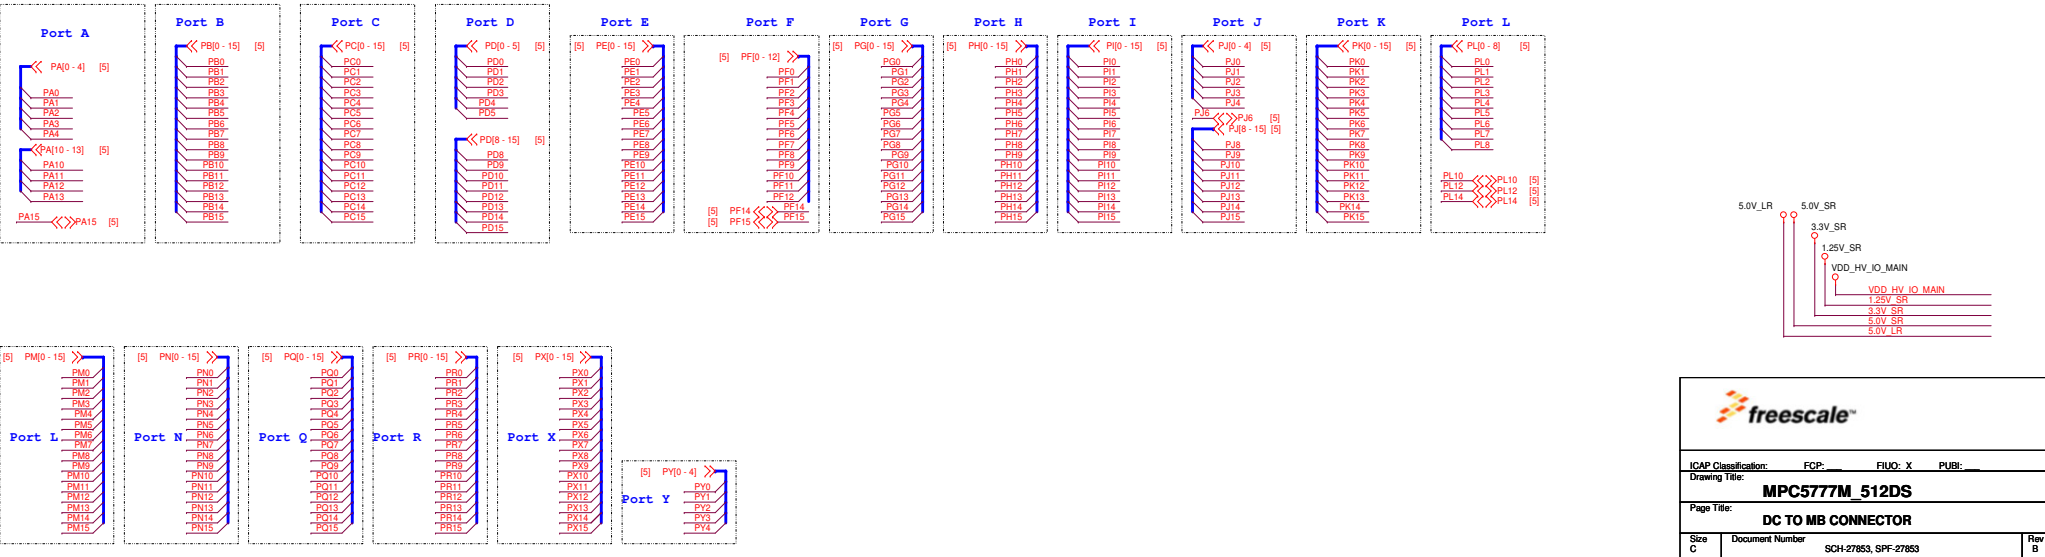 Port A
PA[0 - 4] [5]
PA0
PA1
PA2
PA3
PA4
PA[10 - 13] [5]
PA10
PA11
PA12
PA13
PA15 PA15 [5]
Port B
PB[0 - 15] [5]
PB0
PB1
PB2
PB3
PB4
PB5
PB6
PB7
PB8
PB9
PB10
PB11
PB12
PB13
PB14
PB15
Port C
PC[0 - 15] [5]
PC0
PC1
PC2
PC3
PC4
PC5
PC6
PC7
PC8
PC9
PC10
PC11
PC12
PC13
PC14
PC15
Port D
PD[0 - 5] [5]
PD0
PD1
PD2
PD3
PD4
PD5
PD[8 - 15] [5]
PD8
PD9
PD10
PD11
PD12
PD13
PD14
PD15
Port E
[5] PE[0 - 15]
PE0
PE1
PE2
PE3
PE4
PE5
PE6
PE7
PE8
PE9
PE10
PE11
PE12
PE13
PE14
PE15
Port F
[5] PF[0 - 12]
PF0
PF1
PF2
PF3
PF4
PF5
PF6
PF7
PF8
PF9
PF10
PF11
PF12
[5] PF14 PF14
[5] PF15 PF15
Port G
[5] PG[0 - 15]
PG0
PG1
PG2
PG3
PG4
PG5
PG6
PG7
PG8
PG9
PG10
PG11
PG12
PG13
PG14
PG15
Port H
[5] PH[0 - 15]
PH0
PH1
PH2
PH3
PH4
PH5
PH6
PH7
PH8
PH9
PH10
PH11
PH12
PH13
PH14
PH15
Port I
PI[0 - 15] [5]
PI0
PI1
PI2
PI3
PI4
PI5
PI6
PI7
PI8
PI9
PI10
PI11
PI12
PI13
PI14
PI15
Port J
PJ[0 - 4] [5]
PJ0
PJ1
PJ2
PJ3
PJ4
PJ6 PJ6 [5]
PJ[8 - 15] [5]
PJ8
PJ9
PJ10
PJ11
PJ12
PJ13
PJ14
PJ15
Port K
PK[0 - 15] [5]
PK0
PK1
PK2
PK3
PK4
PK5
PK6
PK7
PK8
PK9
PK10
PK11
PK12
PK13
PK14
PK15
Port L
PL[0 - 8] [5]
PL0
PL1
PL2
PL3
PL4
PL5
PL6
PL7
PL8
PL10 PL10 [5]
PL12 PL12 [5]
PL14 PL14 [5]
5.0V_LR 5.0V_SR
3.3V_SR
1.25V_SR
VDD_HV_IO_MAIN
VDD_HV_IO_MAIN
1.25V_SR
3.3V_SR
5.0V_SR
5.0V_LR
[5] PM[0 - 15]
PM0
PM1
PM2
PM3
PM4
PM5
Port L PM6
PM7
PM8
PM9
PM10
PM11
PM12
PM13
PM14
PM15
[5] PN[0 - 15]
PN0
PN1
PN2
PN3
PN4
PN5
Port N PN6
PN7
PN8
PN9
PN10
PN11
PN12
PN13
PN14
PN15
[5] PQ[0 - 15]
PQ0
PQ1
PQ2
PQ3
PQ4
PQ5
Port Q PQ6
PQ7
PQ8
PQ9
PQ10
PQ11
PQ12
PQ13
PQ14
PQ15
[5] PR[0 - 15]
PR0
PR1
PR2
PR3
PR4
PR5
Port R PR6
PR7
PR8
PR9
PR10
PR11
PR12
PR13
PR14
PR15
[5] PX[0 - 15]
PX0
PX1
PX2
PX3
PX4
PX5
Port X PX6
PX7
PX8
PX9
PX10
PX11
PX12
PX13
PX14
PX15
[5] PY[0 - 4]
PY0
Port Y PY1
PY2
PY3
PY4
freescale™
ICAP Classification: FCP: ___ FIUO: X PUBI: ___
Drawing Title:
MPC5777M_512DS
Page Title:
DC TO MB CONNECTOR
Size Document Number Rev
C SCH-27853, SPF-27853 B